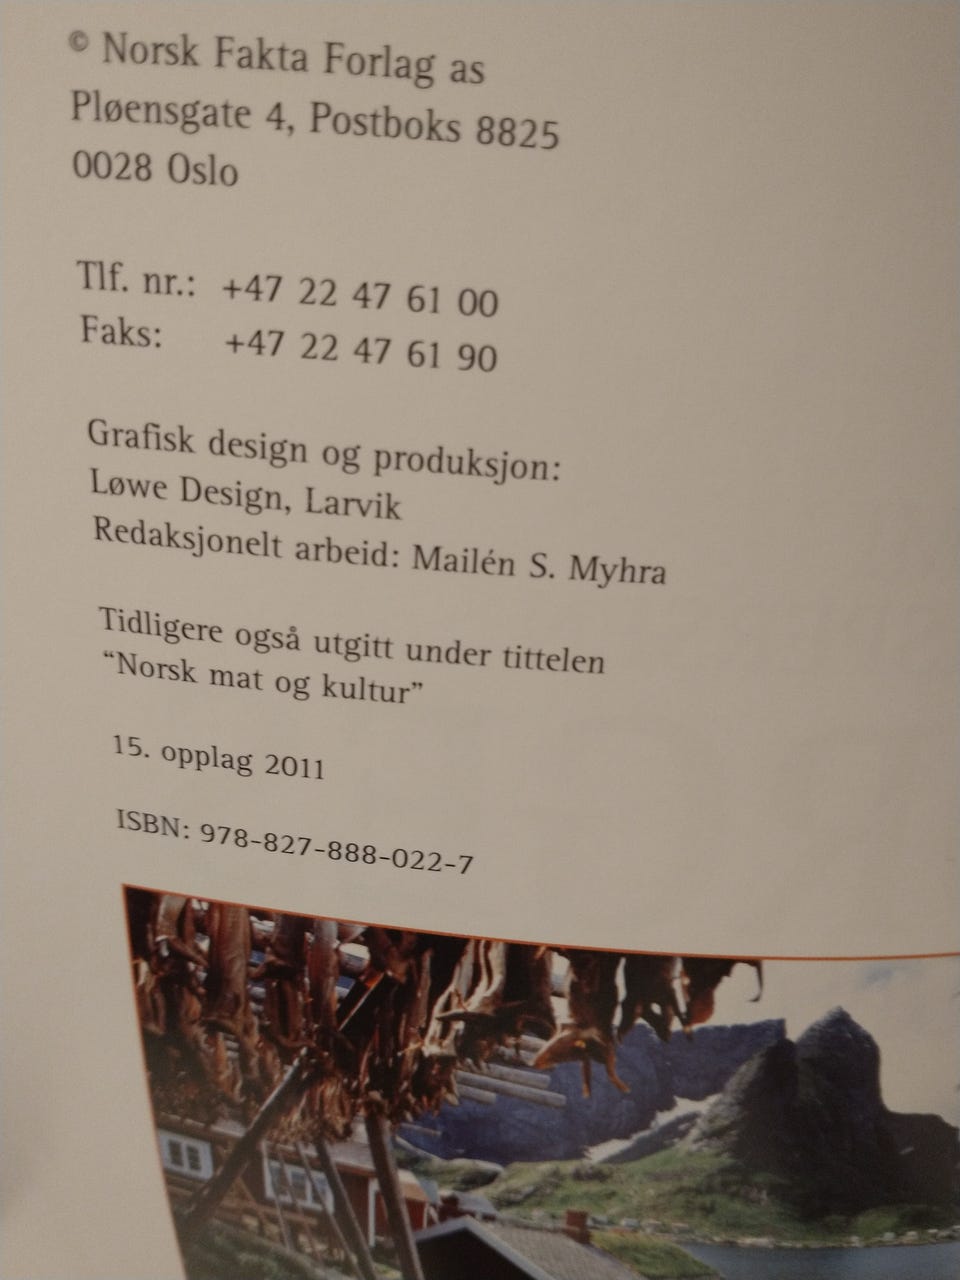 © Norsk Fakta Forlag as
Pløensgate 4, Postboks 8825
0028 Oslo
Tlf. nr.: +47 22 47 61 00
Faks: +47 22 47 61 90
Grafisk design og produksjon:
Løwe Design, Larvik
Redaksjonelt arbeid: Mailén S. Myhra
Tidligere også utgitt under tittelen
“Norsk mat og kultur”
15. opplag 2011
ISBN: 978-827-888-022-7